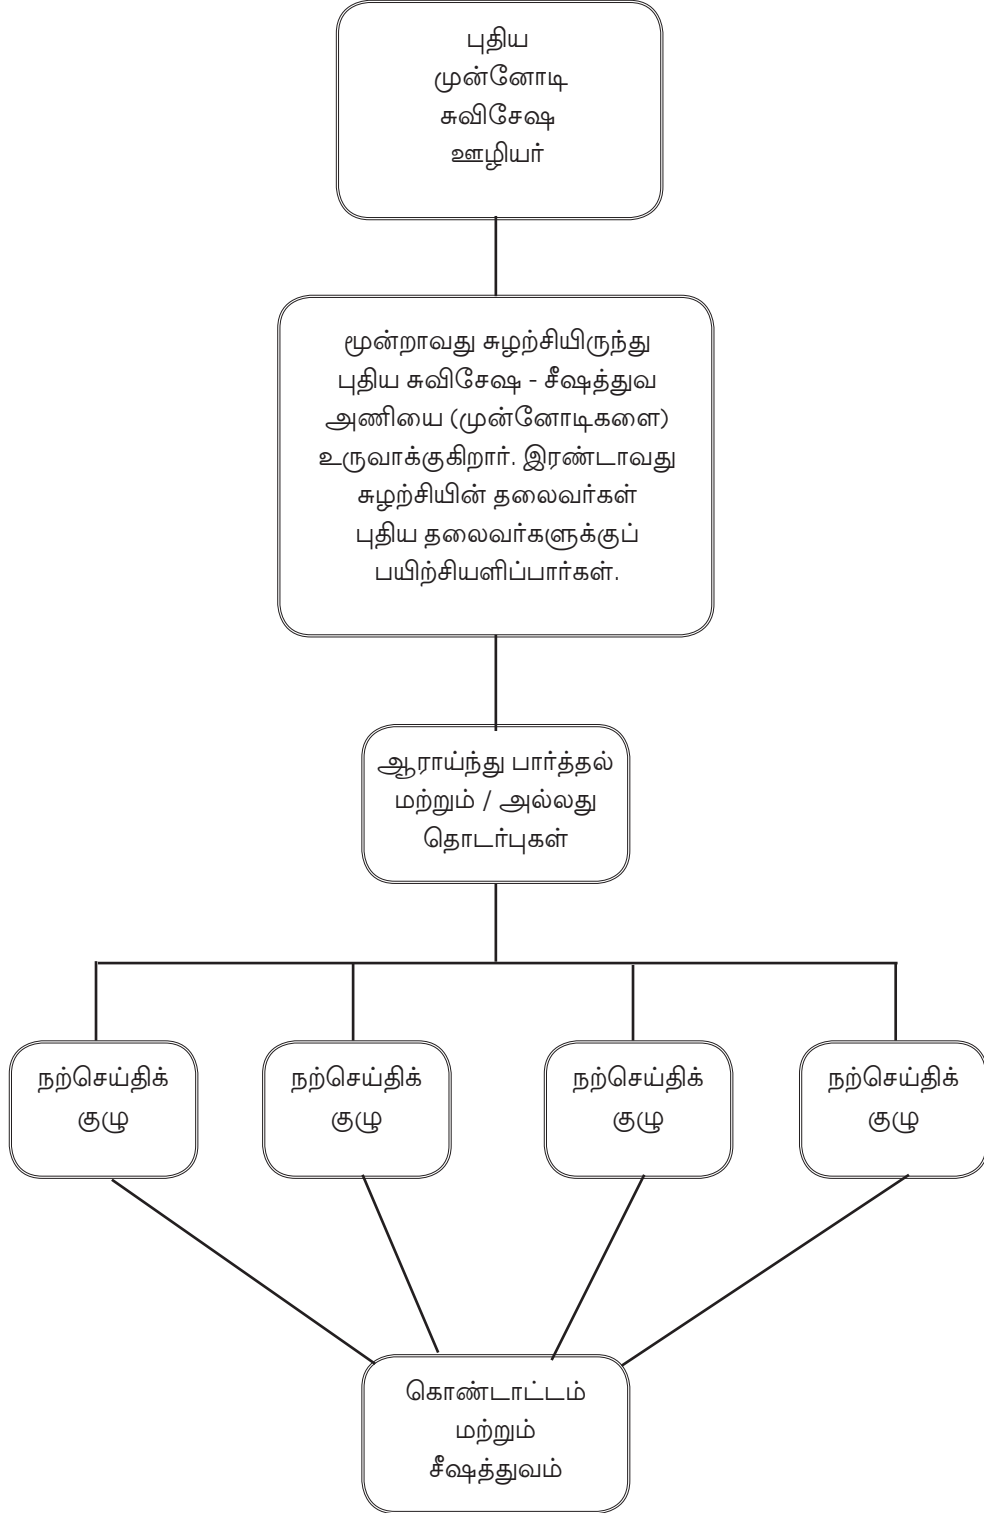 புதிய
முன்னோடி
சுவிசேஷ
ஊழியர்
மூன்றாவது சுழற்சியிருந்து
புதிய சுவிசேஷ - சீஷத்துவ
அணியை (முன்னோடிகளை)
உருவாக்குகிறார். இரண்டாவது
சுழற்சியின் தலைவர்கள்
புதிய தலைவர்களுக்குப்
பயிற்சியளிப்பார்கள்.
ஆராய்ந்து பார்த்தல்
மற்றும் / அல்லது
தொடர்புகள்
நற்செய்திக்
குழு
நற்செய்திக்
குழு
நற்செய்திக்
குழு
நற்செய்திக்
குழு
கொண்டாட்டம்
மற்றும்
சீஷத்துவம்